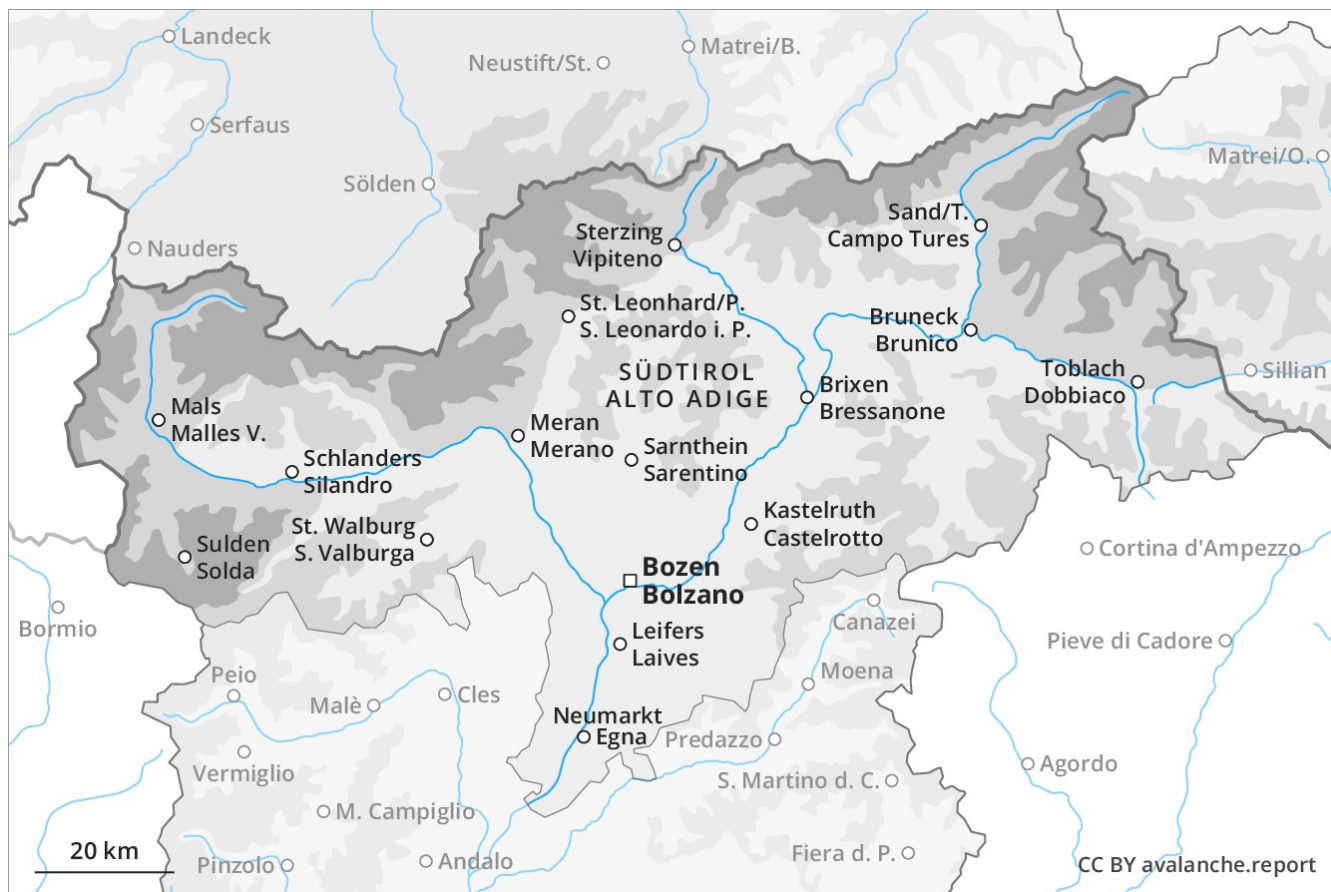 Landeck
Matrei/B.
Neustift/St.
Serfaus
Matrei/O.
Sölden
Sand/T.
Campo Tures
Sterzing
Vipiteno
Nauders
St. Leonhard/P.
S. Leonardo i. P.
Bruneck
Brunico
SÜDTIROL
ALTO ADIGE
Toblach
Dobbiaco
Sillian
Brixen
Bressanone
Mals
Malles V.
Meran
Merano
Sarnthein
Sarentino
Schlanders
Silandro
Kastelruth
Castelrotto
St. Walburg
S. Valburga
Sulden
Solda
Cortina d'Ampezzo
Bozen
Bolzano
Bormio
Canazei
Leifers
Laives
Pieve di Cadore
Peio
Moena
Malè
Cles
Neumarkt
Egna
Predazzo
Vermiglio
Agordo
S. Martino d. C.
M. Campiglio
20 km
Pinzolo
Andalo
Fiera d. P.
CC BY avalanche.report